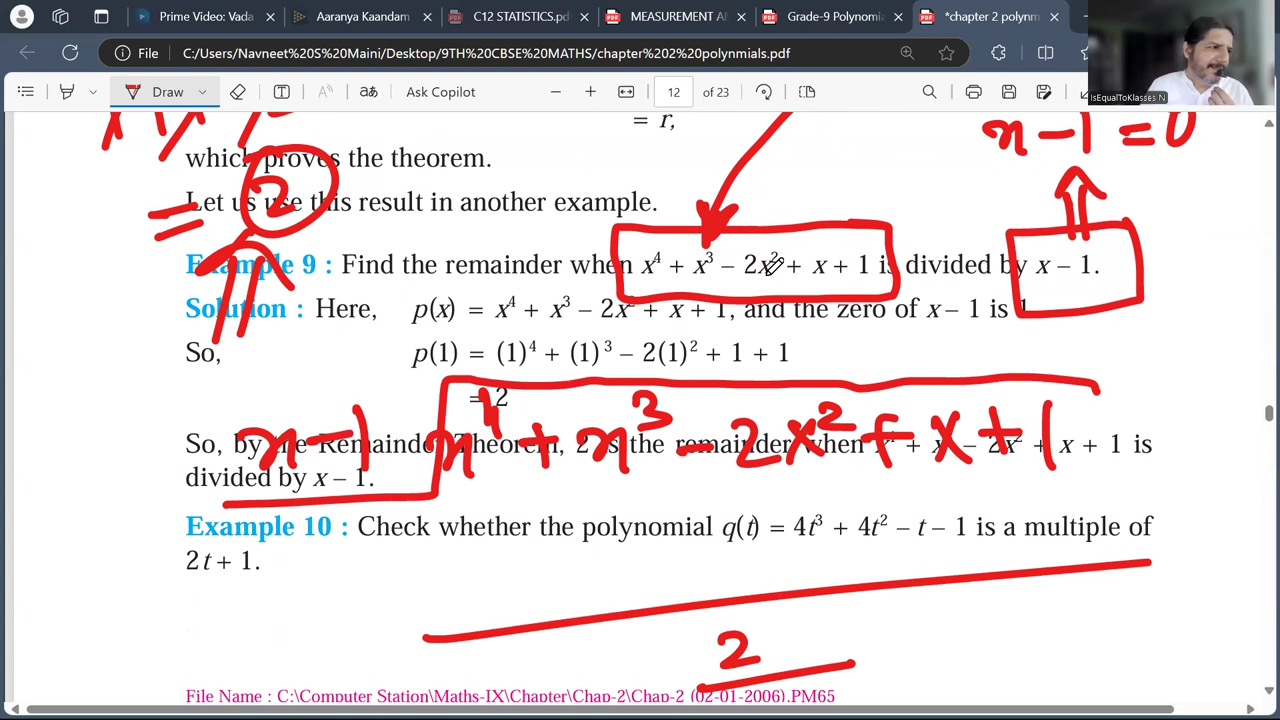 Prime Video: Vada
Aaranya Kaandam
C12 STATISTICS.pdf
MEASUREMENT AN
Grade-9 Polynomia
*chapter 2 polynm
File C:/Users/Navneet%20S%20Maini/Desktop/9TH%20CBSE%20MATHS/chapter%202%20polynmials.pdf
Draw Ask Copilot 12 of 23
IsEqualToKlasses N
= r,
x – 1 = 0
which proves the theorem.
= 2
Let us use this result in another example.
Example 9 : Find the remainder when x⁴ + x³ – 2x² + x + 1 is divided by x – 1.
Solution : Here, p(x) = x⁴ + x³ – 2x² + x + 1, and the zero of x – 1 is 1.
So, p(1) = (1)⁴ + (1)³ – 2(1)² + 1 + 1
= 2
x – 1 x⁴ + x³ – 2x² + x + 1
So, by the Remainder Theorem, 2 is the remainder when x⁴ + x³ – 2x² + x + 1 is
divided by x – 1.
Example 10 : Check whether the polynomial q(t) = 4t³ + 4t² – t – 1 is a multiple of
2t + 1.
2
File Name : C:\Computer Station\Maths-IX\Chapter\Chap-2\Chap-2 (02-01-2006).PM65